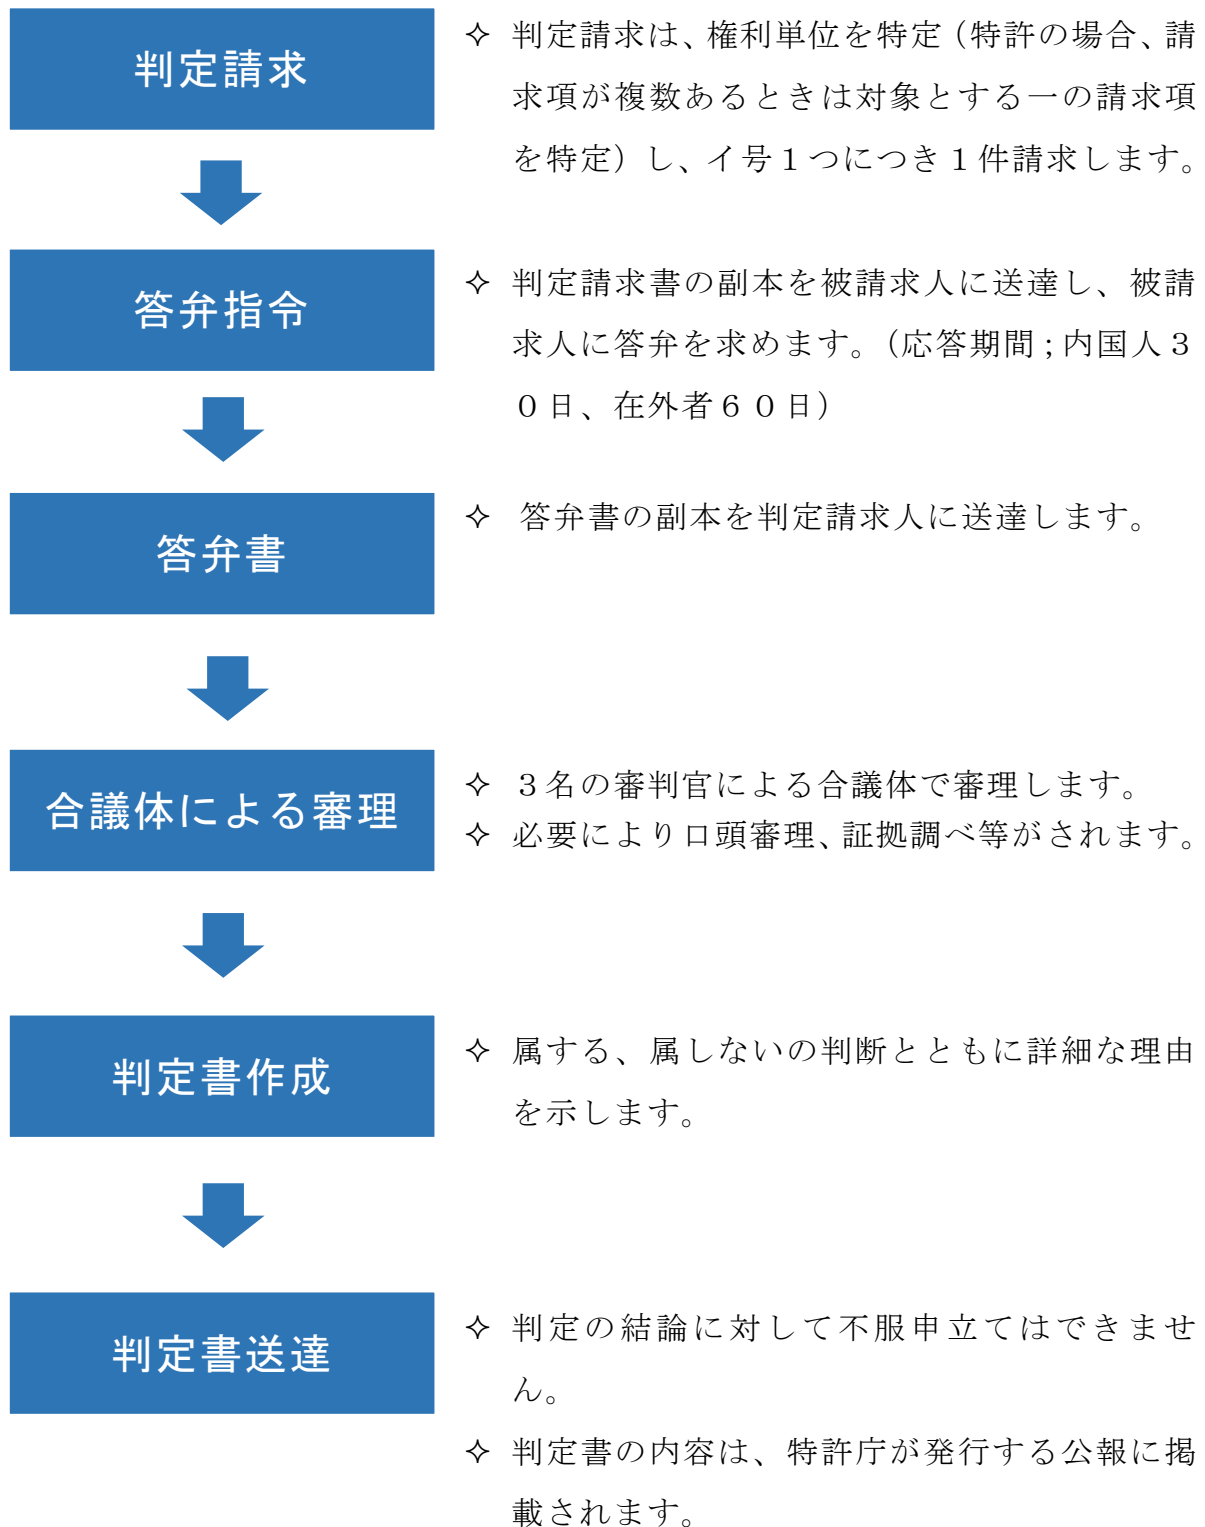 判定請求
✧ 判定請求は、権利単位を特定（特許の場合、請
求項が複数あるときは対象とする一の請求項
を特定）し、イ号１つにつき１件請求します。
答弁指令
✧ 判定請求書の副本を被請求人に送達し、被請
求人に答弁を求めます。（応答期間；内国人３
０日、在外者６０日）
答弁書
✧ 答弁書の副本を判定請求人に送達します。
合議体による審理
✧ ３名の審判官による合議体で審理します。
✧ 必要により口頭審理、証拠調べ等がされます。
判定書作成
✧ 属する、属しないの判断とともに詳細な理由
を示します。
判定書送達
✧ 判定の結論に対して不服申立てはできませ
ん。
✧ 判定書の内容は、特許庁が発行する公報に掲
載されます。